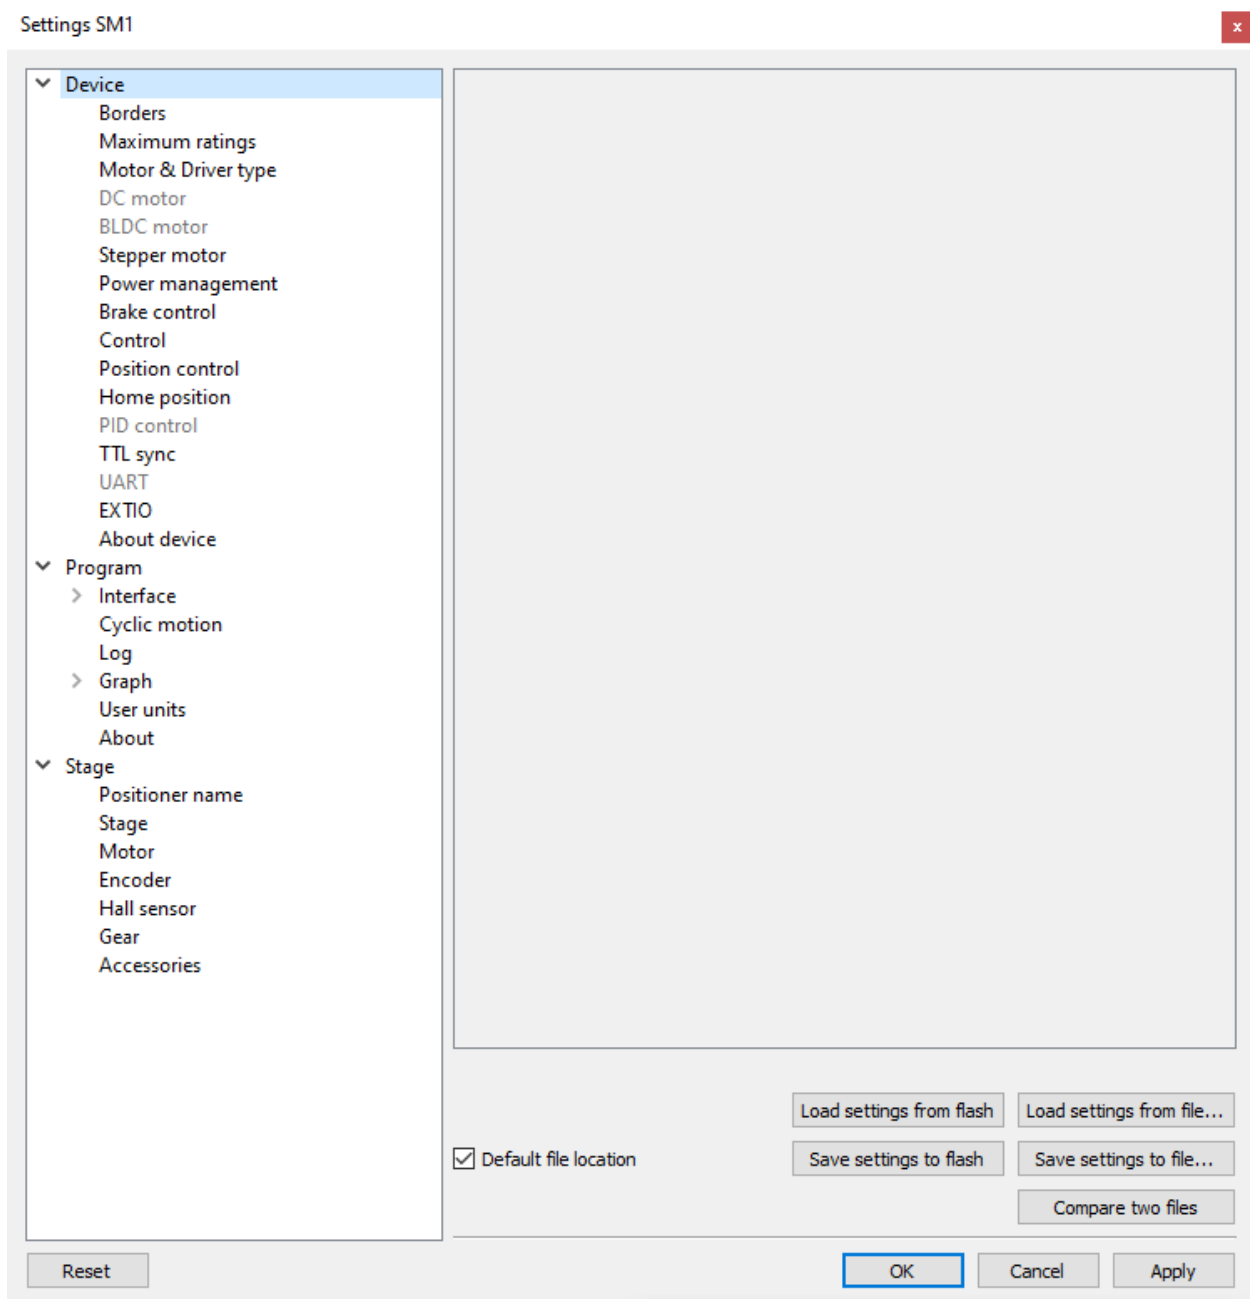 Settings SM1
x
Device
Borders
Maximum ratings
Motor & Driver type
DC motor
BLDC motor
Stepper motor
Power management
Brake control
Control
Position control
Home position
PID control
TTL sync
UART
EXTIO
About device
Program
Interface
Cyclic motion
Log
Graph
User units
About
Stage
Positioner name
Stage
Motor
Encoder
Hall sensor
Gear
Accessories
Load settings from flash
Load settings from file...
Default file location
Save settings to flash
Save settings to file...
Compare two files
Reset
OK
Cancel
Apply